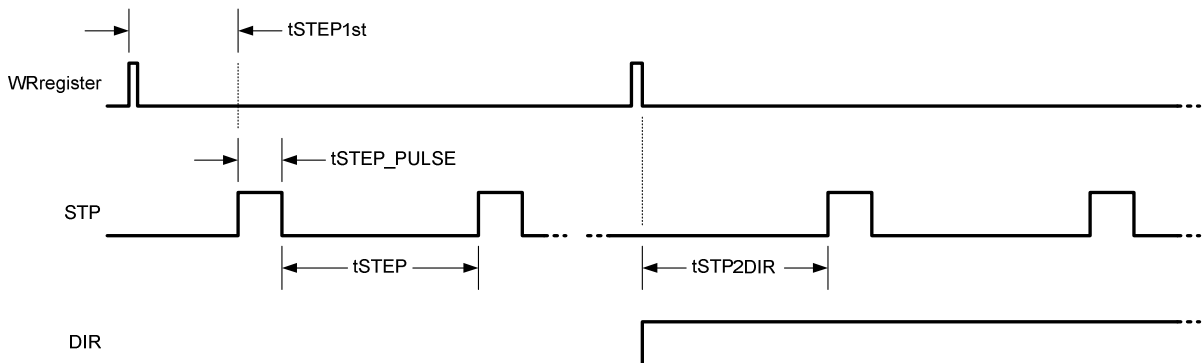 tSTEP1st
WRregister
tSTEP_PULSE
STP
tSTEP
tSTP2DIR
DIR